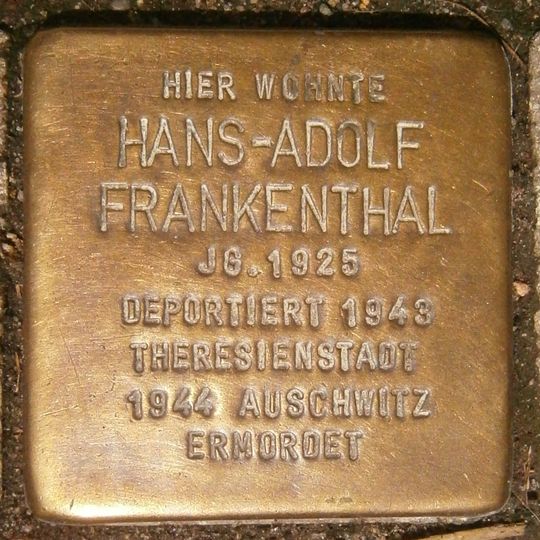 HIER WOHNTE
HANS-ADOLF
FRANKENTHAL
JG. 1925
DEPORTIERT 1943
THERESIENSTADT
1944 AUSCHWITZ
ERMORDET